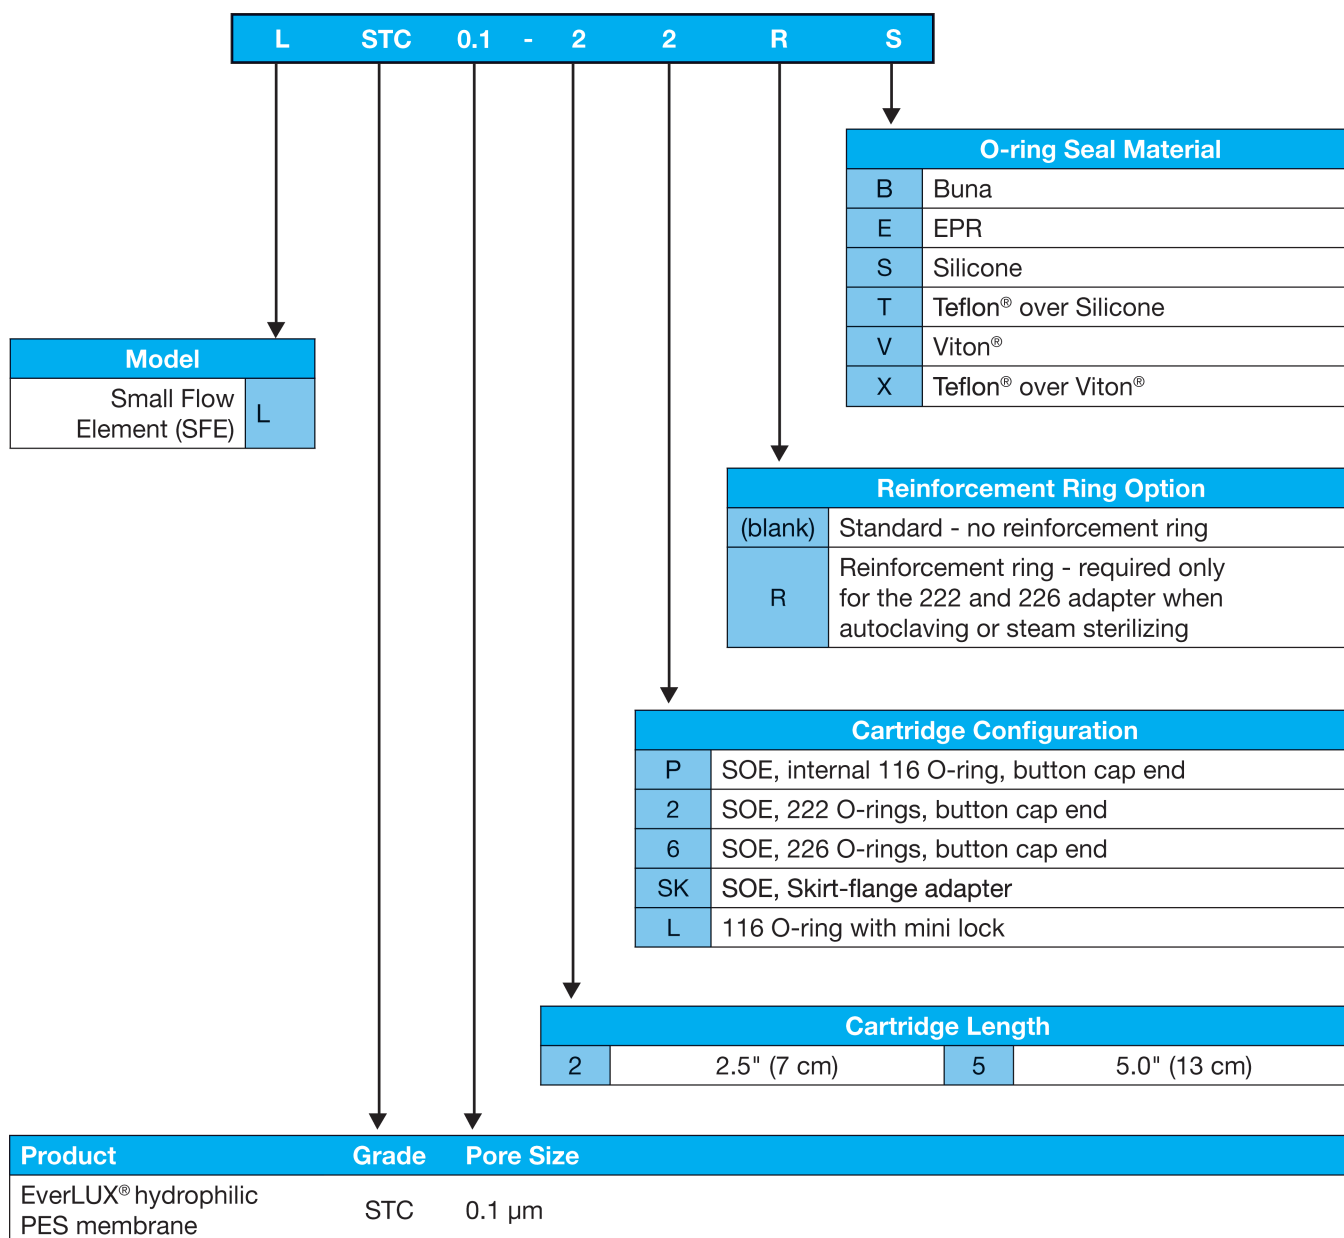 L STC 0.1 - 2 2 R S
O-ring Seal Material
B Buna
E EPR
S Silicone
T Teflon® over Silicone
V Viton®
X Teflon® over Viton®
Model
Small Flow
Element (SFE)
L
Reinforcement Ring Option
(blank) Standard - no reinforcement ring
R
Reinforcement ring - required only
for the 222 and 226 adapter when
autoclaving or steam sterilizing
Cartridge Configuration
P SOE, internal 116 O-ring, button cap end
2 SOE, 222 O-rings, button cap end
6 SOE, 226 O-rings, button cap end
SK SOE, Skirt-flange adapter
L 116 O-ring with mini lock
Cartridge Length
2 2.5" (7 cm) 5 5.0" (13 cm)
Product Grade Pore Size
EverLUX® hydrophilic
PES membrane
STC 0.1 µm